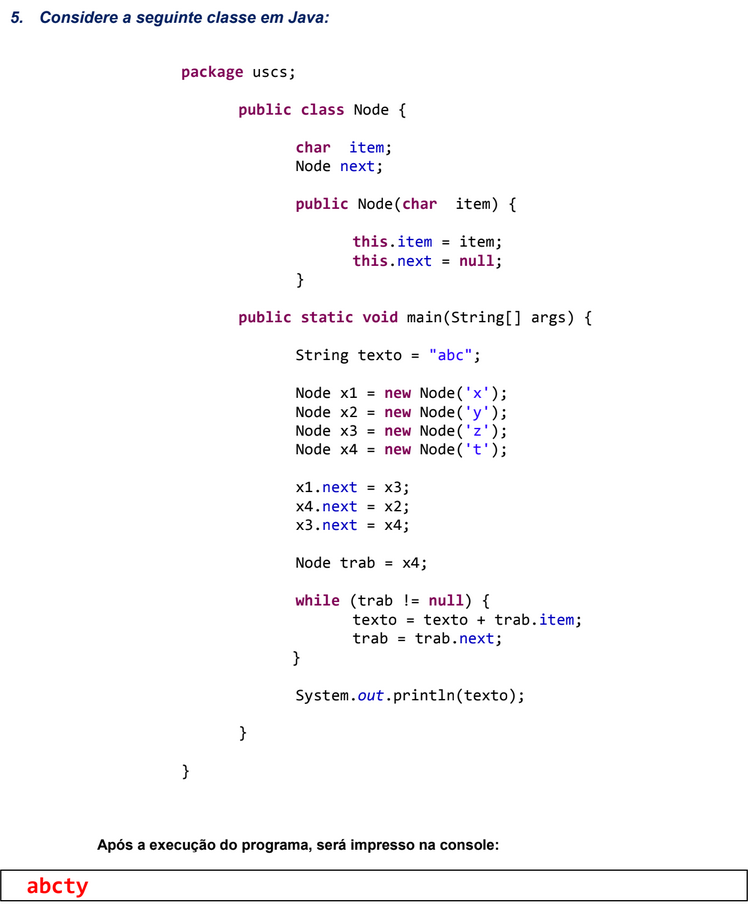 5. Considere a seguinte classe em Java:
package uscs;
public class Node {
char item;
Node next;
public Node(char item) {
this.item = item;
this.next = null;
}
public static void main(String[] args) {
String texto = "abc";
Node x1 = new Node('x');
Node x2 = new Node('y');
Node x3 = new Node('z');
Node x4 = new Node('t');
x1.next = x3;
x4.next = x2;
x3.next = x4;
Node trab = x4;
while (trab != null) {
texto = texto + trab.item;
trab = trab.next;
}
System.out.println(texto);
}
}
Após a execução do programa, será impresso na console:
abcty